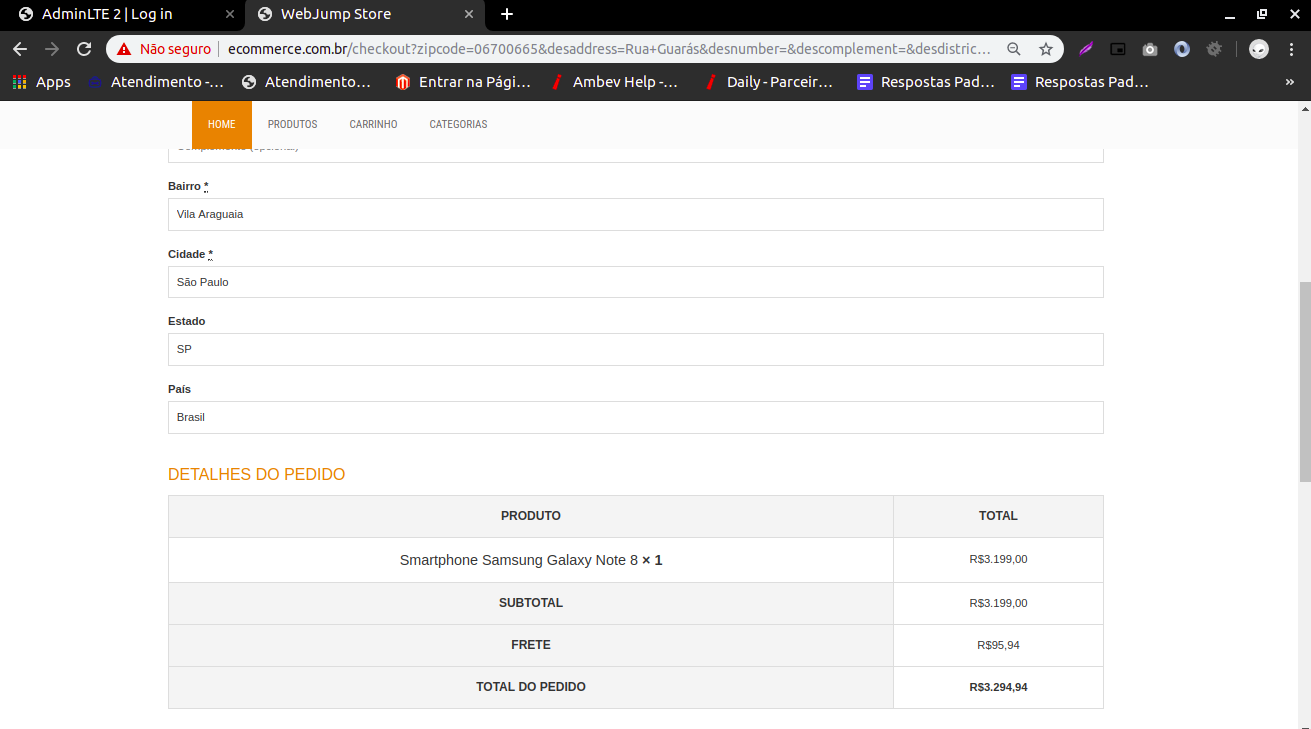 AdminLTE 2 | Log in
WebJump Store
Não seguro
ecommerce.com.br/checkout?zipcode=06700665&desaddress=Rua+Guarás&desnumber=&descomplement=&desdistric…
Apps
Atendimento -…
Atendimento…
Entrar na Pági…
Ambev Help -…
Daily - Parceir…
Respostas Pad…
Respostas Pad…
»
HOME
PRODUTOS
CARRINHO
CATEGORIAS
Bairro *
Vila Araguaia
Cidade *
São Paulo
Estado
SP
País
Brasil
DETALHES DO PEDIDO
PRODUTO TOTAL
Smartphone Samsung Galaxy Note 8 × 1 R$3.199,00
SUBTOTAL R$3.199,00
FRETE R$95,94
TOTAL DO PEDIDO R$3.294,94